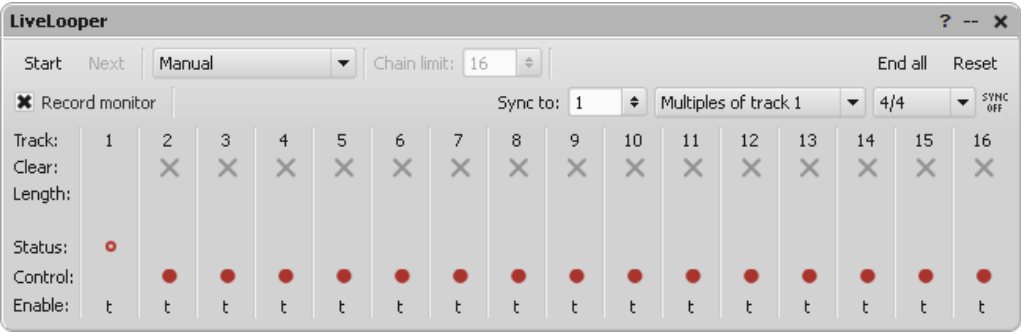 LiveLooper ? -- ×
Start Next Manual Chain limit: 16 End all Reset
Record monitor Sync to: 1 Multiples of track 1 4/4 SYNC OFF
Track: 1 2 3 4 5 6 7 8 9 10 11 12 13 14 15 16
Clear:
Length:
Status:
Control:
Enable: t t t t t t t t t t t t t t t t